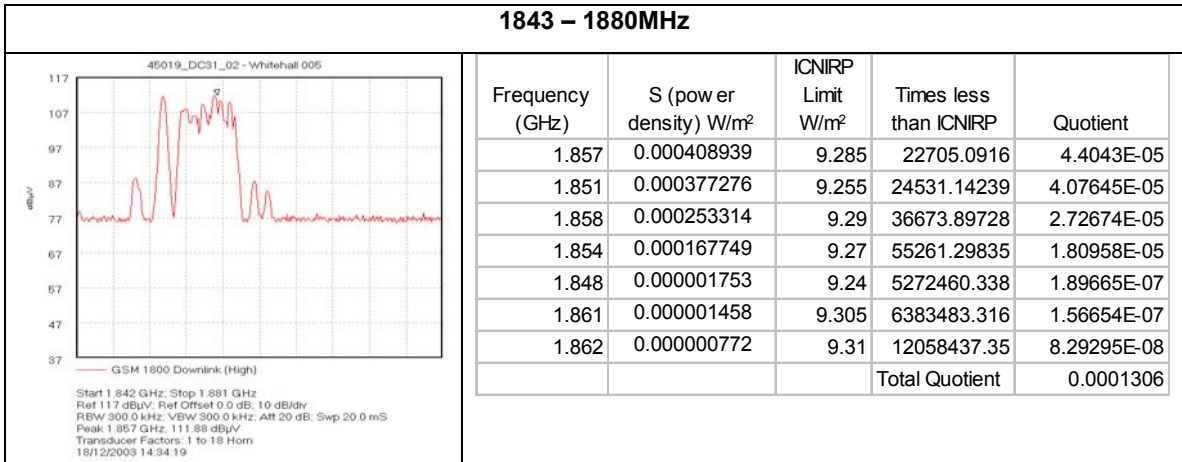 1843 – 1880MHz
45019_DC31_02 - Whitehall 005
117
107
97
87
77
67
57
47
37
dBµV
GSM 1800 Downlink (High)
Start 1.842 GHz; Stop 1.881 GHz
Ref 117 dBµV; Ref Offset 0.0 dB; 10 dB/div
RBW 300.0 kHz; VBW 300.0 kHz; Att 20 dB; Swp 20.0 mS
Peak 1.857 GHz, 111.88 dBµV
Transducer Factors: 1 to 18 Horn
18/12/2003 14:34:19
Frequency (GHz) S (pow er density) W/m² ICNIRP Limit W/m² Times less than ICNIRP Quotient
1.857 0.000408939 9.285 22705.0916 4.4043E-05
1.851 0.000377276 9.255 24531.14239 4.07645E-05
1.858 0.000253314 9.29 36673.89728 2.72674E-05
1.854 0.000167749 9.27 55261.29835 1.80958E-05
1.848 0.000001753 9.24 5272460.338 1.89665E-07
1.861 0.000001458 9.305 6383483.316 1.56654E-07
1.862 0.000000772 9.31 12058437.35 8.29295E-08
Total Quotient 0.0001306